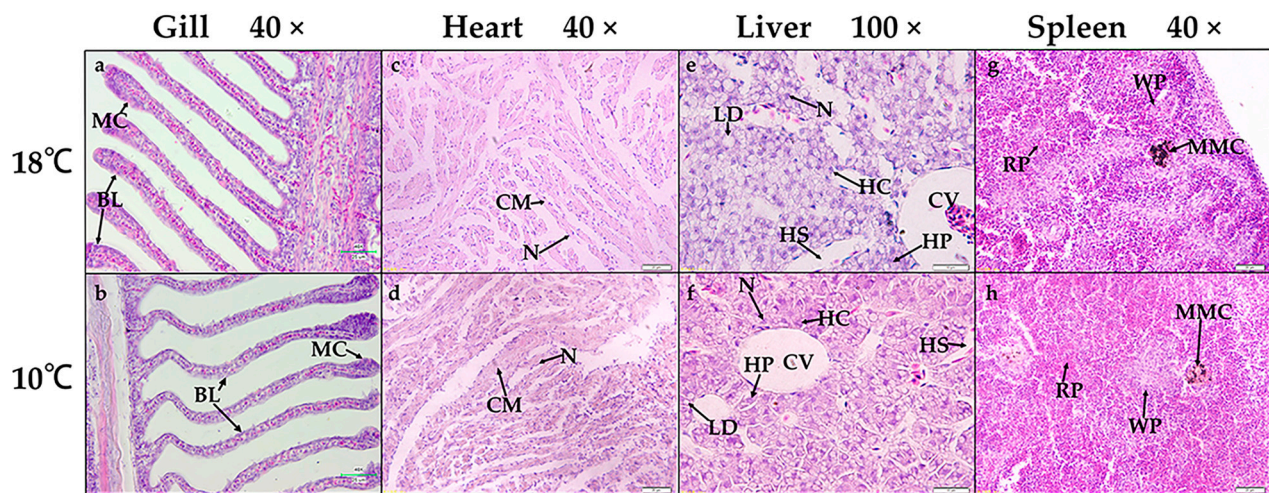 Gill 40 × Heart 40 × Liver 100 × Spleen 40 ×
18℃
a
MC
BL
c
CM
N
e
N
LD
HC
CV
HS
HP
g
WP
RP
MMC
10℃
b
MC
BL
d
N
CM
f
N
HC
HS
HP
CV
LD
h
MMC
RP
WP